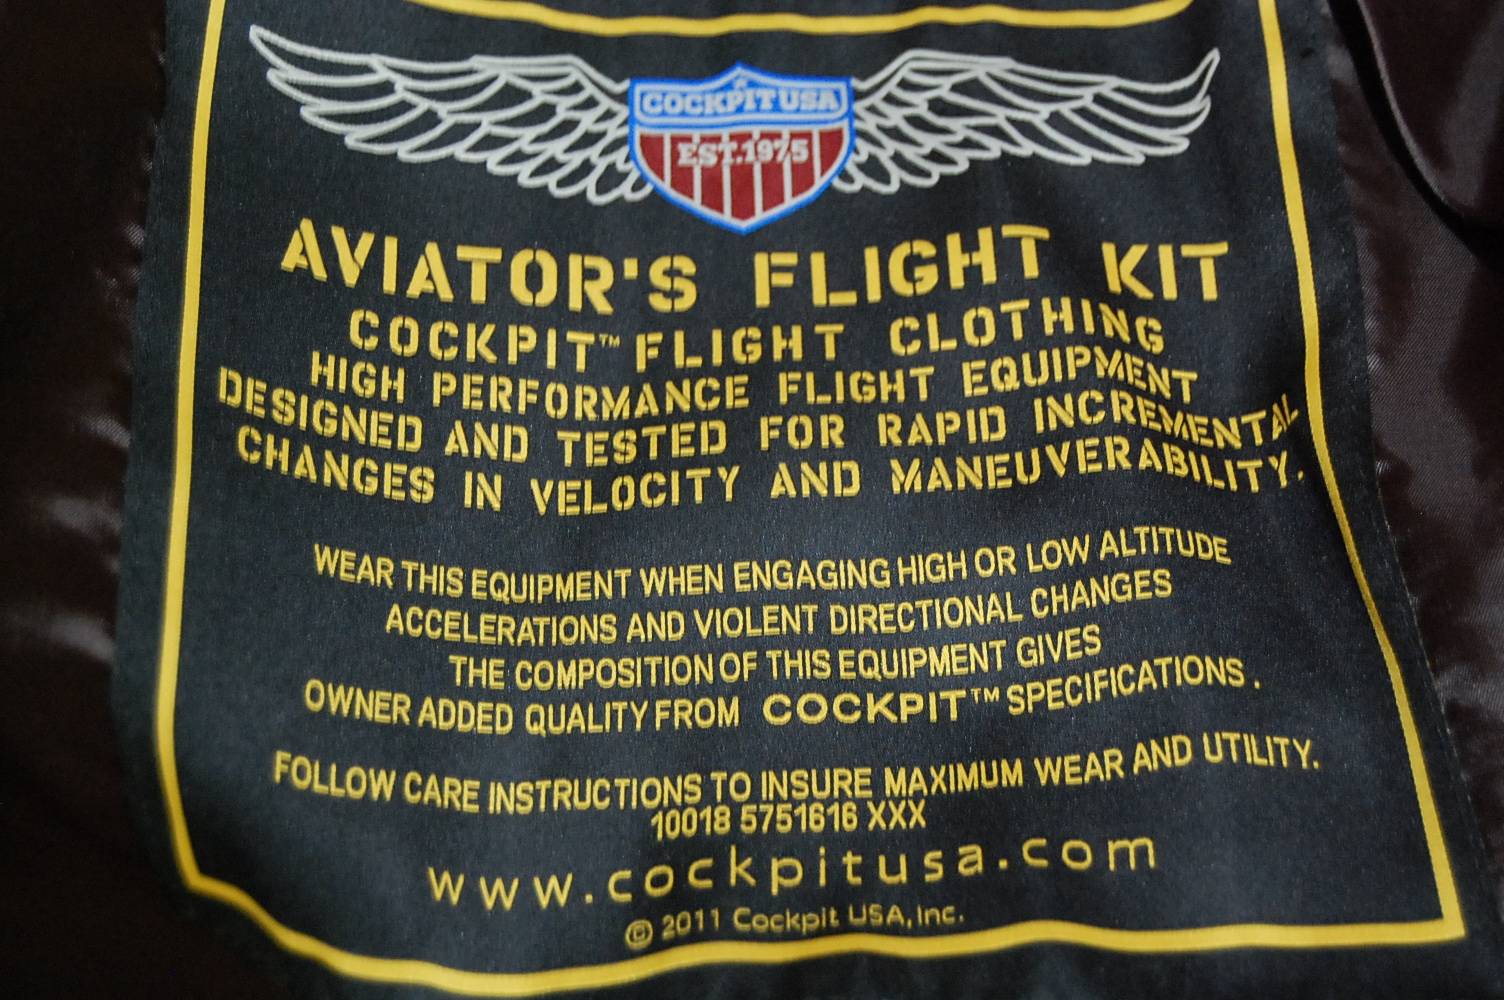 COCKPIT USA
EST. 1975
AVIATOR'S FLIGHT KIT
COCKPIT™ FLIGHT CLOTHING
HIGH PERFORMANCE FLIGHT EQUIPMENT
DESIGNED AND TESTED FOR RAPID INCREMENTAL
CHANGES IN VELOCITY AND MANEUVERABILITY.
WEAR THIS EQUIPMENT WHEN ENGAGING HIGH OR LOW ALTITUDE
ACCELERATIONS AND VIOLENT DIRECTIONAL CHANGES
THE COMPOSITION OF THIS EQUIPMENT GIVES
OWNER ADDED QUALITY FROM COCKPIT™ SPECIFICATIONS.
FOLLOW CARE INSTRUCTIONS TO INSURE MAXIMUM WEAR AND UTILITY.
10018 5751616 XXX
www.cockpitusa.com
© 2011 Cockpit USA, Inc.